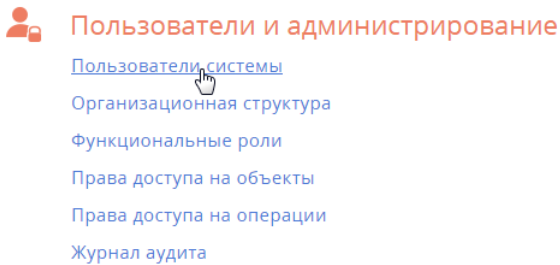 Пользователи и администрирование
Пользователи системы
Организационная структура
Функциональные роли
Права доступа на объекты
Права доступа на операции
Журнал аудита